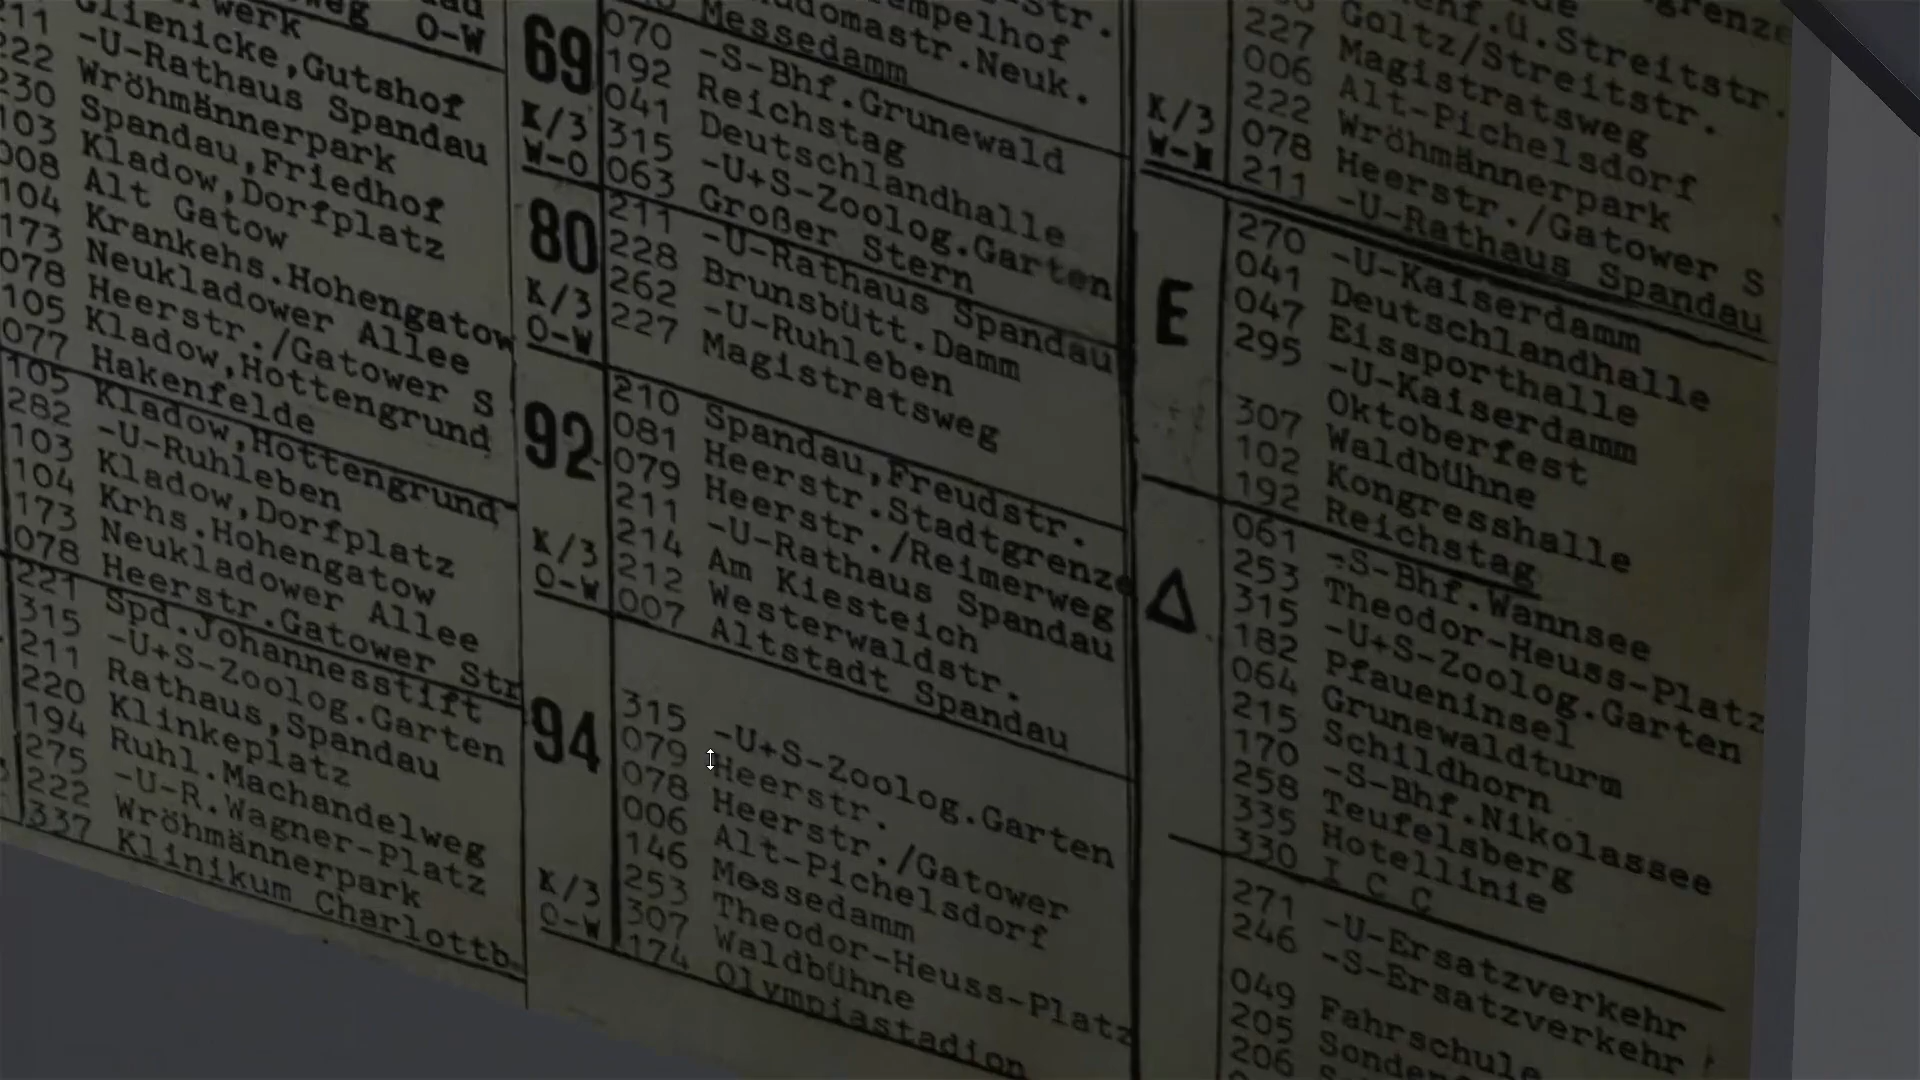 O-W
Glienicke,Gutshof
222 -U-Rathaus Spandau
230 Wröhmännerpark
103 Spandau,Friedhof
008 Kladow,Dorfplatz
104 Alt Gatow
173 Krankehs.Hohengatow
078 Neukladower Allee
105 Heerstr./Gatower S
077 Kladow,Hottengrund
Hakenfelde
105 Kladow,Hottengrund
282 -U-Ruhleben
103 Kladow,Dorfplatz
104 Krhs.Hohengatow
173 Neukladower Allee
078 Heerstr.Gatower Str
221 Spd.Johannesstift
315 -U+S-Zoolog.Garten
211 Rathaus,Spandau
220 Klinkeplatz
194 Ruhl.Machandelweg
275 -U-R.Wagner-Platz
222 Wröhmännerpark
337 Klinikum Charlottb.
69
K/3
W-O
Messedamm
070 -S-Bhf.Grunewald
192 Reichstag
041 Deutschlandhalle
315 -U+S-Zoolog.Garten
063 Großer Stern
80
K/3
O-W
211 -U-Rathaus Spandau
228 Brunsbütt.Damm
262 -U-Ruhleben
227 Magistratsweg
92
K/3
O-W
210 Spandau,Freudstr.
081 Heerstr.Stadtgrenze
079 Heerstr./Reimerweg
211 -U-Rathaus Spandau
214 Am Kiesteich
212 Westerwaldstr.
007 Altstadt Spandau
94
K/3
O-W
315 -U+S-Zoolog.Garten
079 Heerstr.
078 Heerstr./Gatower
006 Alt-Pichelsdorf
146 Messedamm
253 Theodor-Heuss-Platz
307 Waldbühne
174 Olympiastadion
K/3
Goltz/Streitstr.
227 Magistratsweg
006 Alt-Pichelsdorf
222 Wröhmännerpark
078 Heerstr./Gatower S
211 -U-Rathaus Spandau
E
270 -U-Kaiserdamm
041 Deutschlandhalle
047 Eissporthalle
295 -U-Kaiserdamm
Oktoberfest
307 Waldbühne
102 Kongresshalle
192 Reichstag
Δ
061 -S-Bhf.Wannsee
253 Theodor-Heuss-Platz
315 -U+S-Zoolog.Garten
182 Pfaueninsel
064 Grunewaldturm
215 Schildhorn
170 -S-Bhf.Nikolassee
258 Teufelsberg
335 Hotellinie
330 I C C
271 -U-Ersatzverkehr
246 -S-Ersatzverkehr
049 Fahrschule
205
206